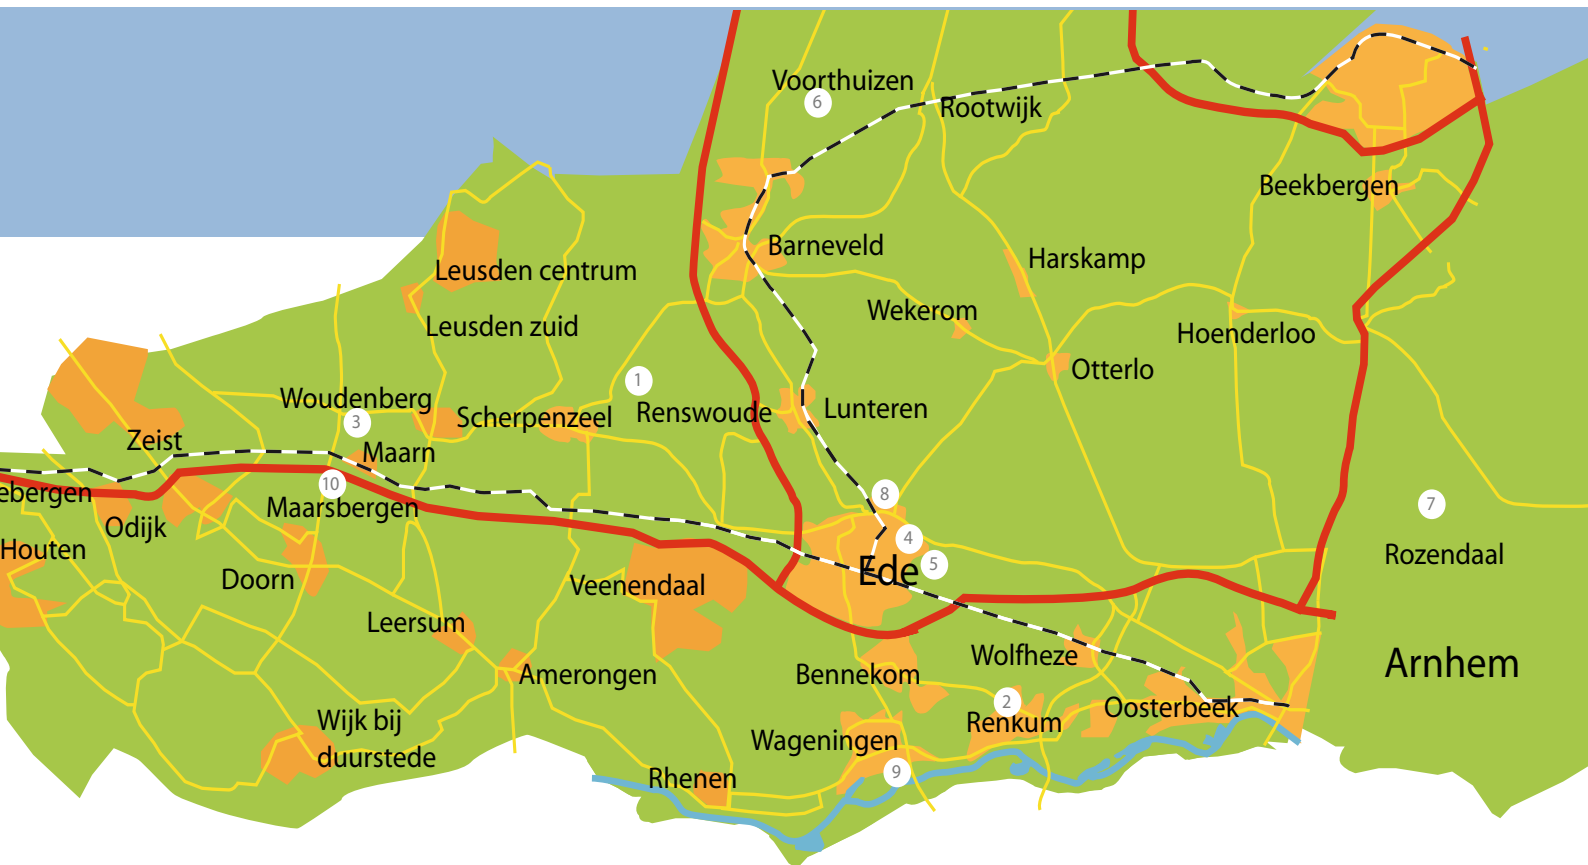 Voorthuizen
6
Rootwijk
Beekbergen
Barneveld
Harskamp
Leusden centrum
Wekerom
Leusden zuid
Hoenderloo
Otterlo
1
Woudenberg
Renswoude
Lunteren
Scherpenzeel
3
Zeist
Maarn
10
ebergen
8
Maarsbergen
7
Odijk
4
Houten
Rozendaal
5
Ede
Doorn
Veenendaal
Leersum
Wolfheze
Arnhem
Amerongen
Bennekom
2
Oosterbeek
Renkum
Wijk bij
duurstede
Wageningen
9
Rhenen